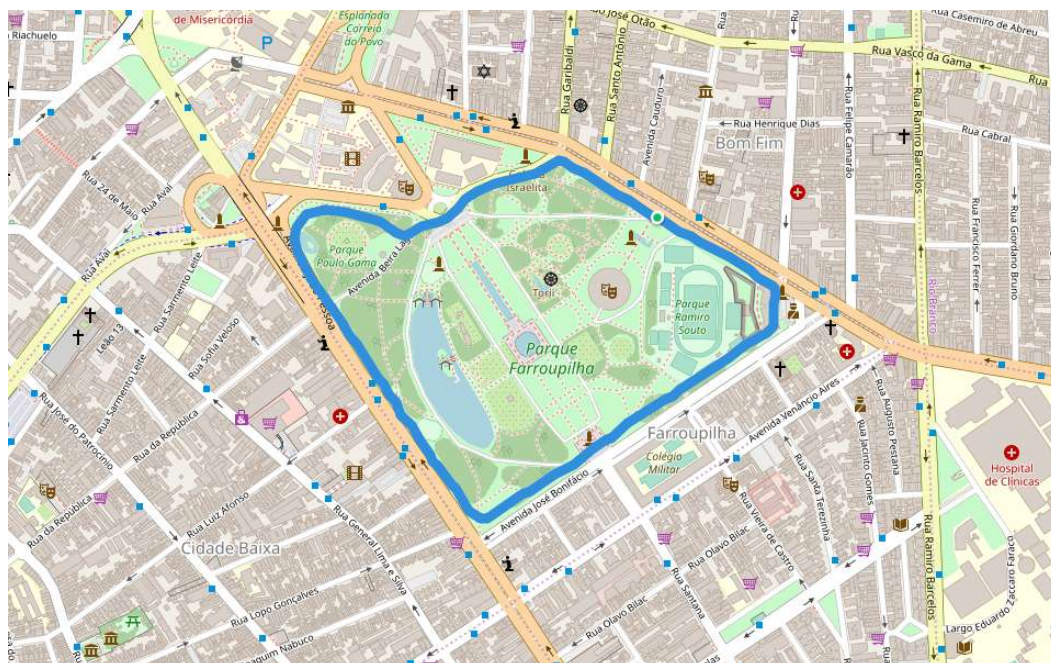 Riachuelo
de Misericórdia
P
Esplanada
Correio
do Povo
Rua José Otão
Rua Casemiro de Abreu
Rua Vasco da Gama
Rua Garibaldi
Rua Santo Antônio
Avenida Cauduro
Rua Henrique Dias
Bom Fim
Rua Felipe Camarão
Rua Ramiro Barcelos
Rua Cabral
Rua Giordano Bruno
Rua Francisco Ferrer
Rio Branco
Rua 24 de Maio
Rua Avaí
Rua Avaí
Israelita
Parque
Paulo Gama
Avenida Beira Lago
Torii
Parque
Ramiro
Souto
Parque
Farroupilha
Rua Sarmento Leite
Leão 13
Rua Sofia Veloso
Rua Sarmento Leite
Rua da República
Rua José do Patrocínio
Rua da República
Rua Luiz Afonso
Cidade Baixa
Rua General Lima e Silva
Rua Lopo Gonçalves
Joaquim Nabuco
Avenida José Bonifácio
Farroupilha
Colégio
Militar
Avenida Venâncio Aires
Rua Augusto Pestana
Rua Jacinto Gomes
Rua Santa Terezinha
Rua Vieira de Castro
Rua Olavo Bilac
Rua Olavo Bilac
Rua Santana
Rua Ramiro Barcelos
Hospital
de Clínicas
Largo Eduardo Zaccaro Faraco